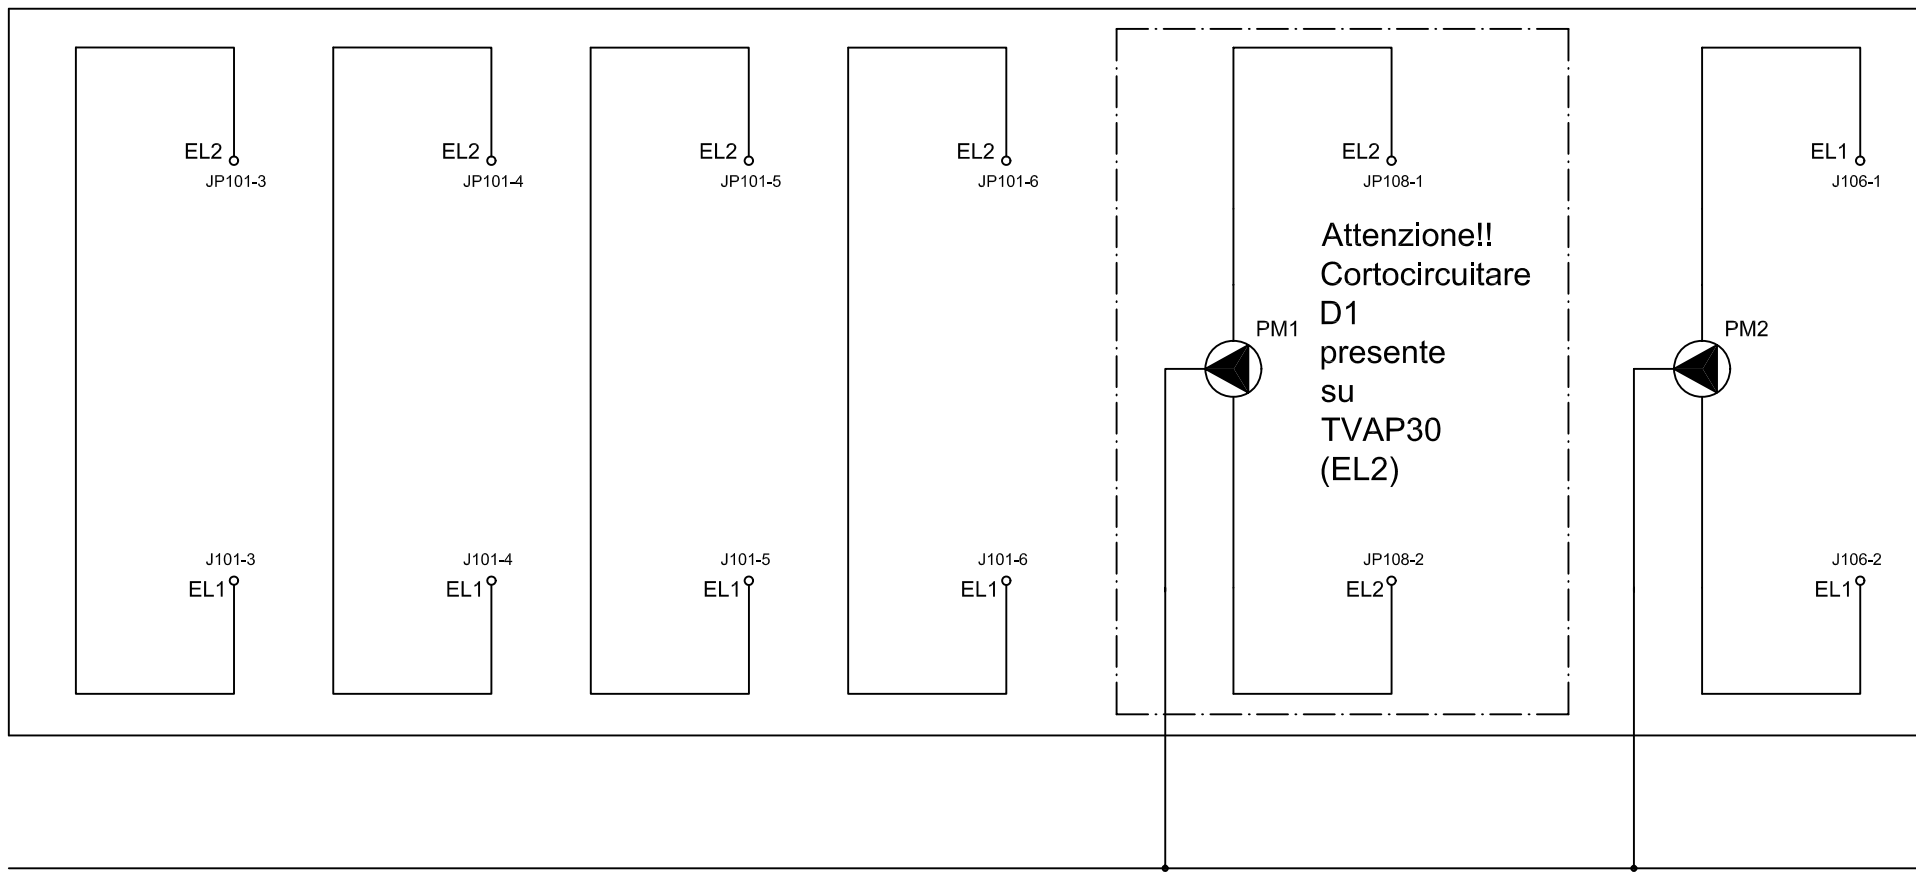 EL2 EL2 EL2 EL2 EL2 EL1
JP101-3 JP101-4 JP101-5 JP101-6 JP108-1 J106-1
Attenzione!!
Cortocircuitare
D1
presente
su
TVAP30
(EL2)
PM1 PM2
J101-3 J101-4 J101-5 J101-6 JP108-2 J106-2
EL1 EL1 EL1 EL1 EL2 EL1